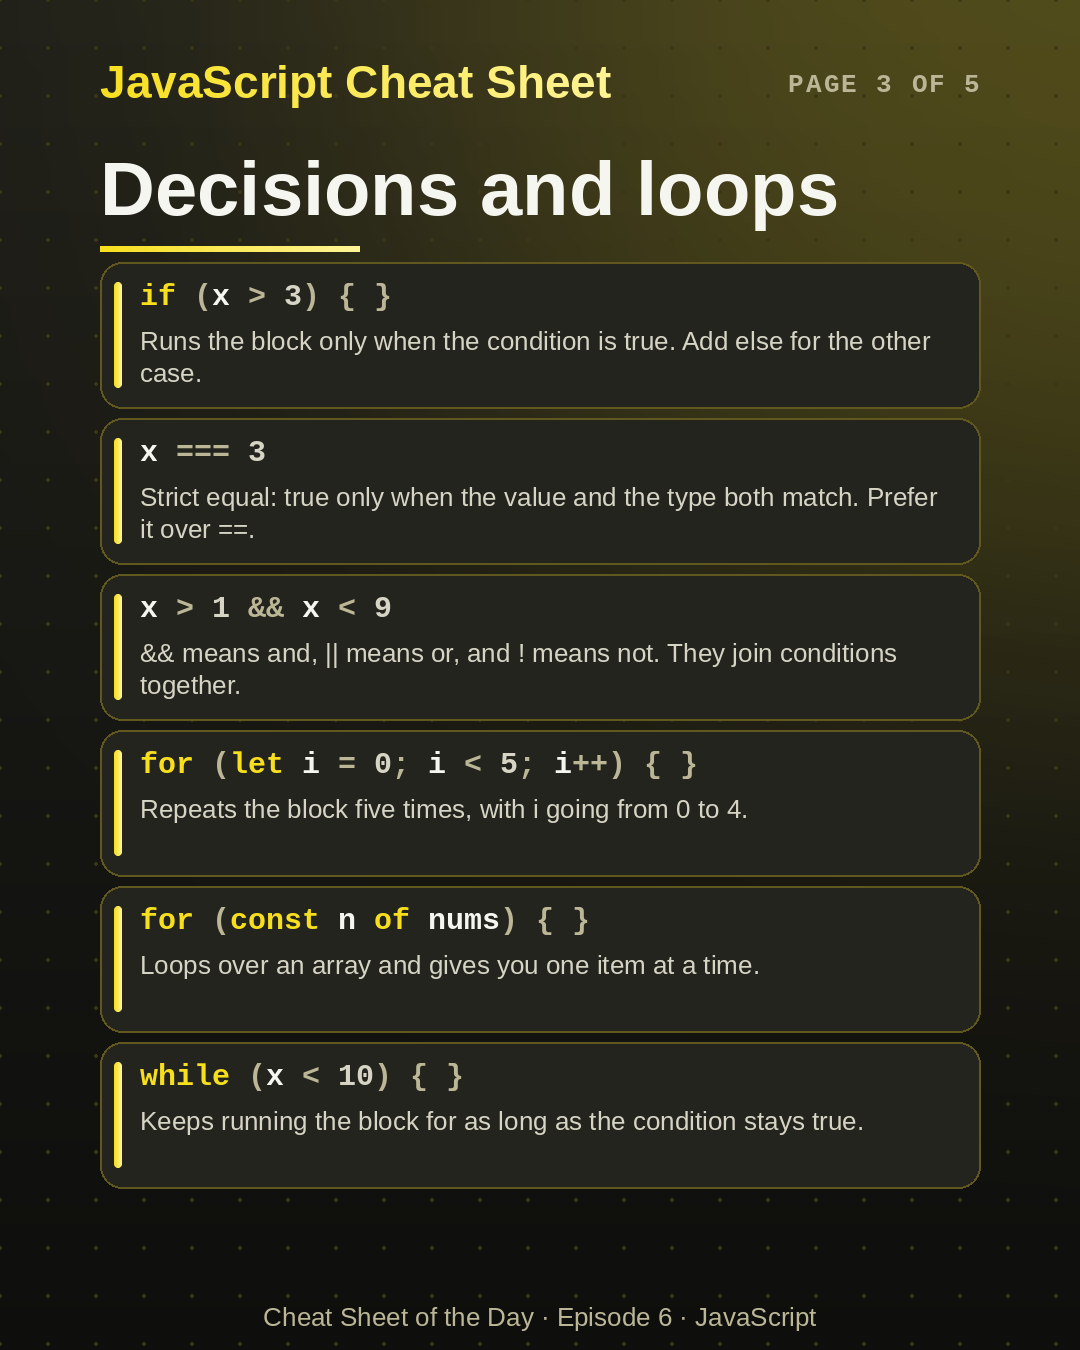 JavaScript Cheat Sheet
PAGE 3 OF 5
Decisions and loops
if (x > 3) { }
Runs the block only when the condition is true. Add else for the other
case.
x === 3
Strict equal: true only when the value and the type both match. Prefer
it over ==.
x > 1 && x < 9
&& means and, || means or, and ! means not. They join conditions
together.
for (let i = 0; i < 5; i++) { }
Repeats the block five times, with i going from 0 to 4.
for (const n of nums) { }
Loops over an array and gives you one item at a time.
while (x < 10) { }
Keeps running the block for as long as the condition stays true.
Cheat Sheet of the Day · Episode 6 · JavaScript